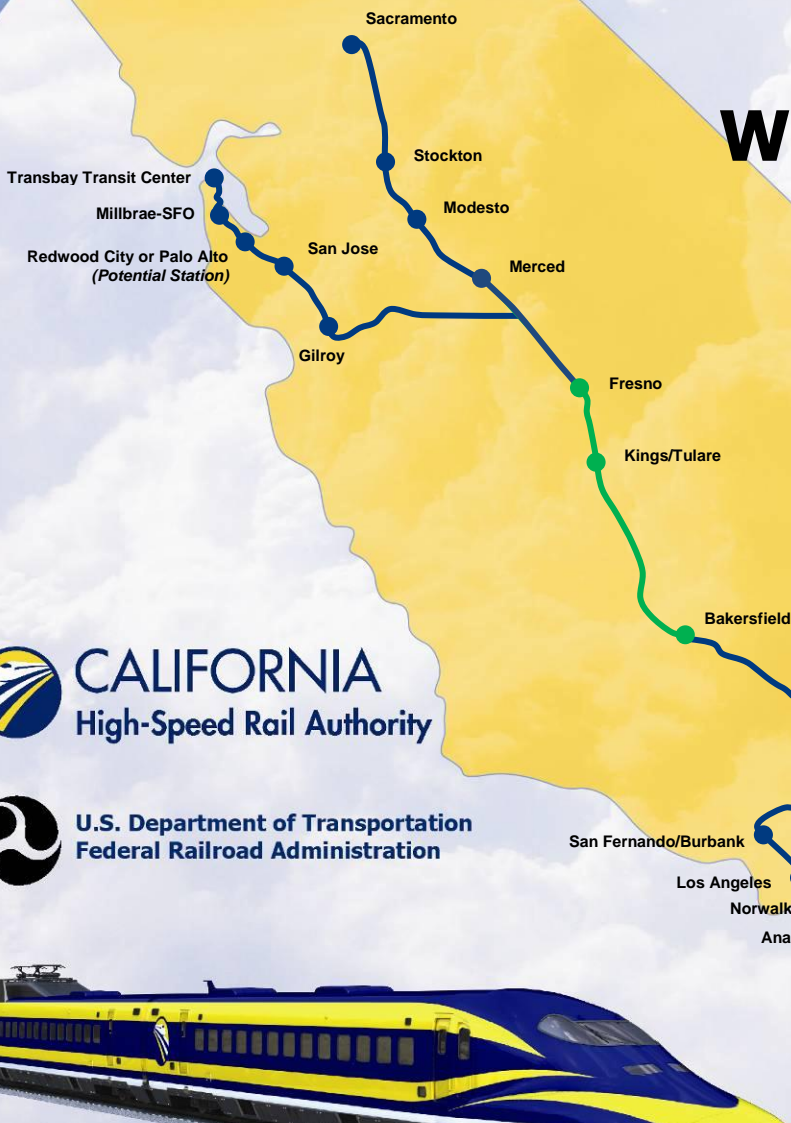 Sacramento
W
Stockton
Transbay Transit Center
Modesto
Millbrae-SFO
San Jose
Redwood City or Palo Alto
(Potential Station)
Merced
Gilroy
Fresno
Kings/Tulare
Bakersfield
CALIFORNIA
High-Speed Rail Authority
U.S. Department of Transportation
Federal Railroad Administration
San Fernando/Burbank
Los Angeles
Norwalk
Ana